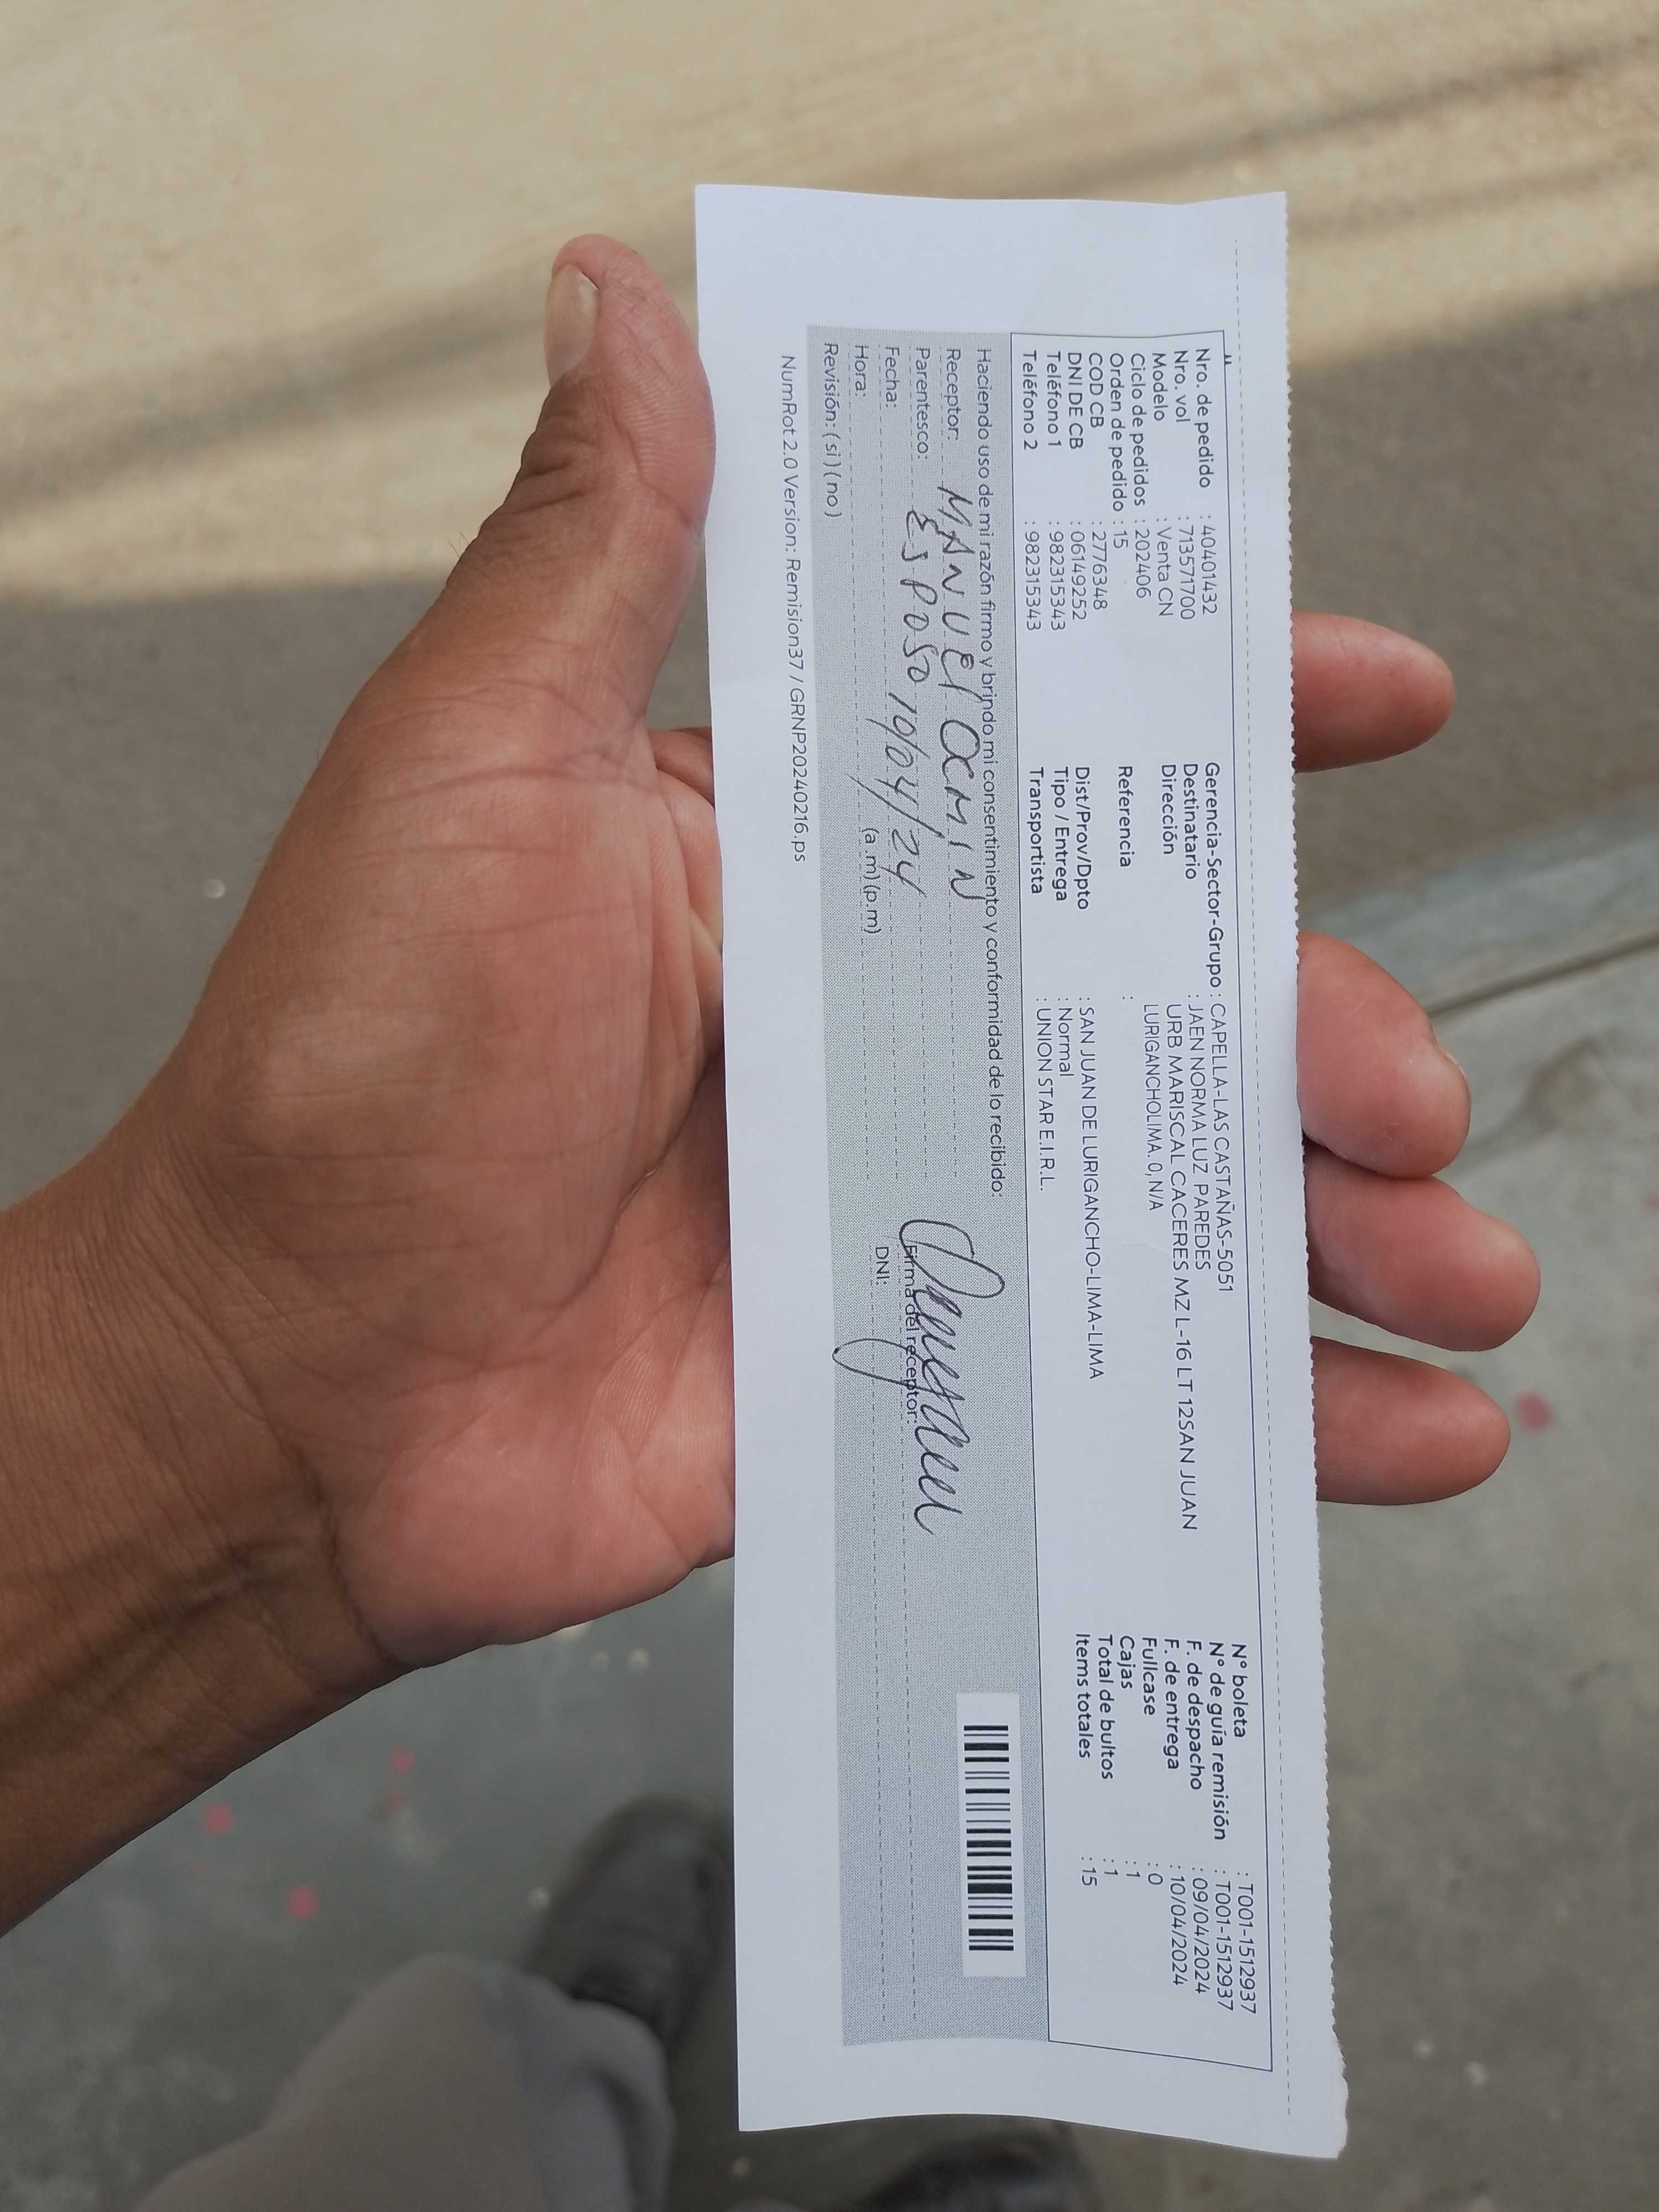 Nro. de pedido : 40401432
Nro. vol : 713571700
Modelo : Venta CN
Ciclo de pedidos : 202406
Orden de pedido : 15
COD CB : 2776348
DNI DE CB : 06149252
Teléfono 1 : 982315343
Teléfono 2 : 982315343
Gerencia-Sector-Grupo : CAPELLA-LAS CASTAÑAS-5051
Destinatario : JAEN NORMA LUZ PAREDES
Dirección URB MARISCAL CACERES MZ L-16 LT 12SAN JUAN
LURIGANCHOLIMA. 0, N/A
Referencia :
Dist/Prov/Dpto : SAN JUAN DE LURIGANCHO-LIMA-LIMA
Tipo / Entrega : Normal
Transportista : UNION STAR E.I.R.L.
N° boleta : T001-1512937
N° de guía remisión : T001-1512937
F. de despacho : 09/04/2024
F. de entrega : 10/04/2024
Fullcase : 0
Cajas : 1
Total de bultos : 1
Items totales : 15
Haciendo uso de mi razón firmo y brindo mi consentimiento y conformidad de lo recibido:
Receptor: MANUEl OCMIN
Parentesco: ESPOSO
Fecha: 10/04/24
Hora: (a.m) (p.m)
Revisión: ( si ) ( no )
Firma del receptor:
DNI:
NumRot 2.0 Version: Remision37 / GRNP20240216.ps